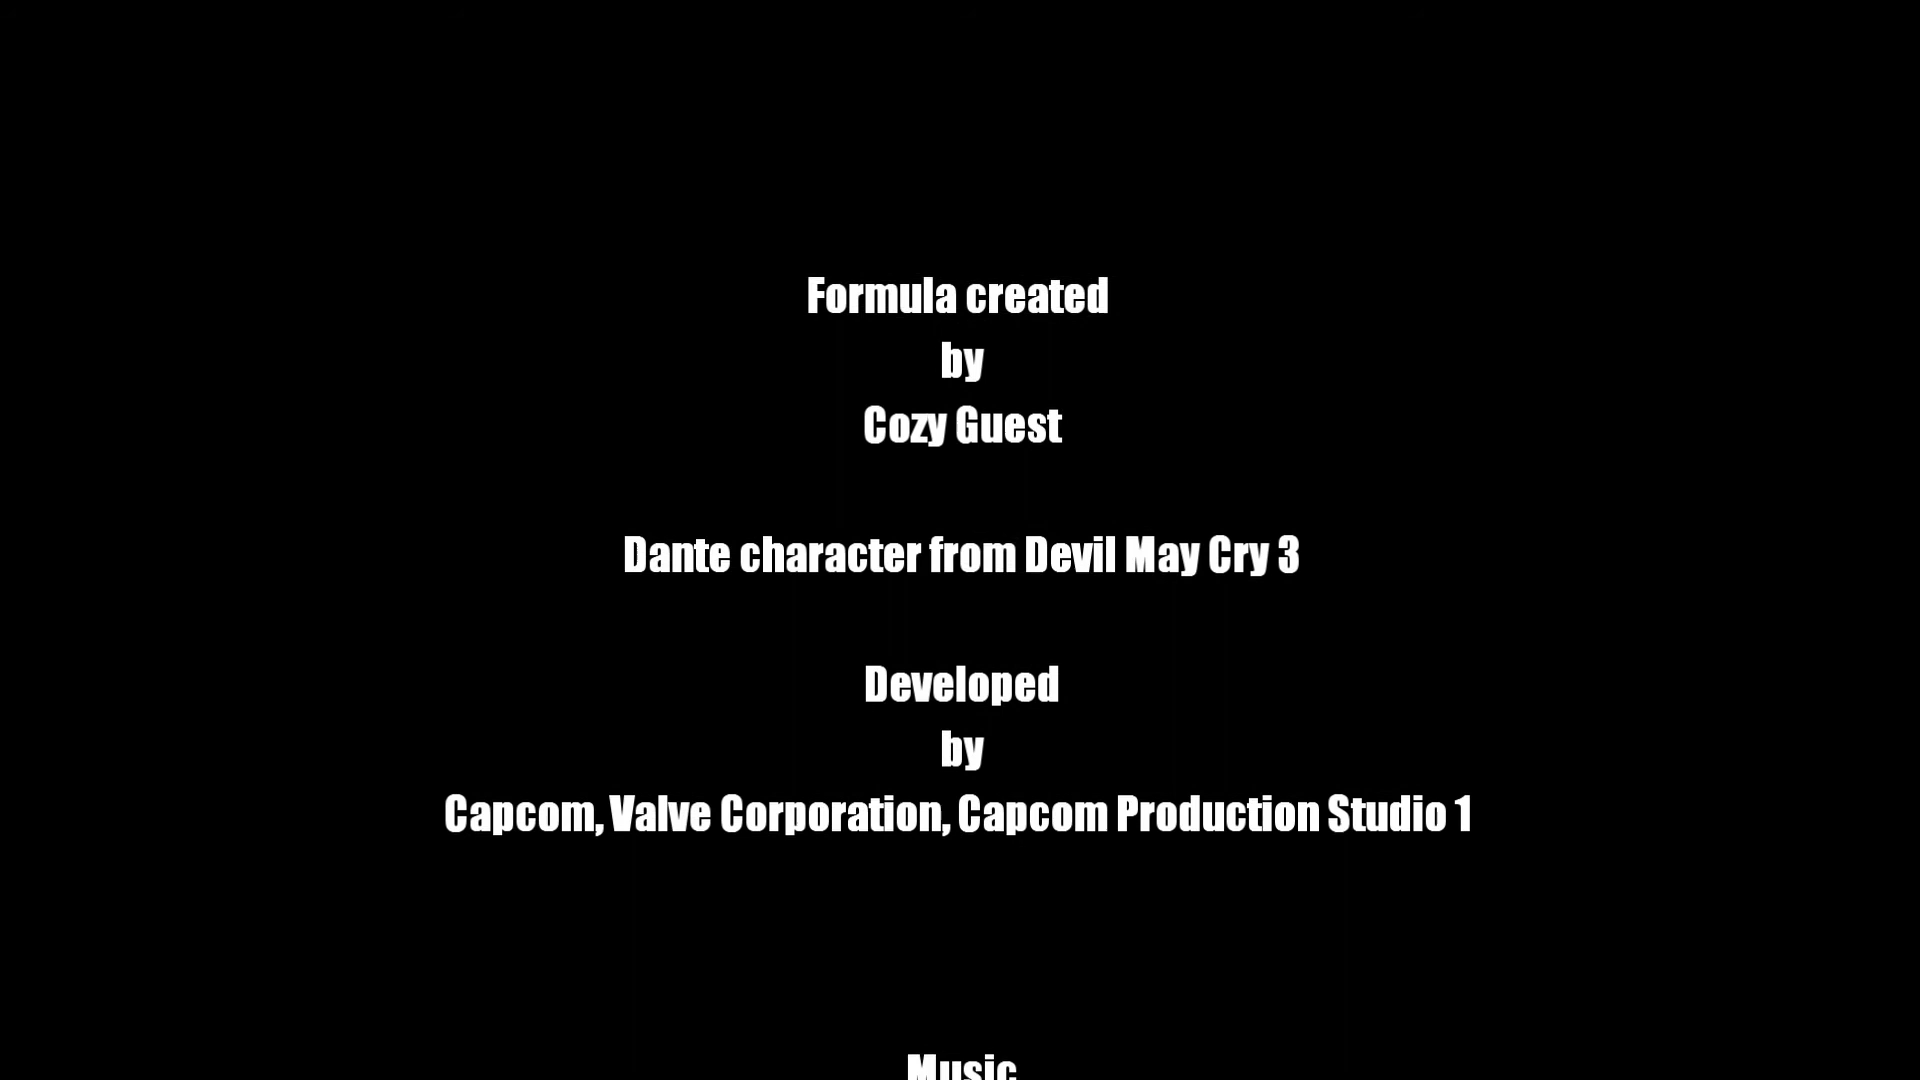 Formula created
by
Cozy Guest
Dante character from Devil May Cry 3
Developed
by
Capcom, Valve Corporation, Capcom Production Studio 1
Music